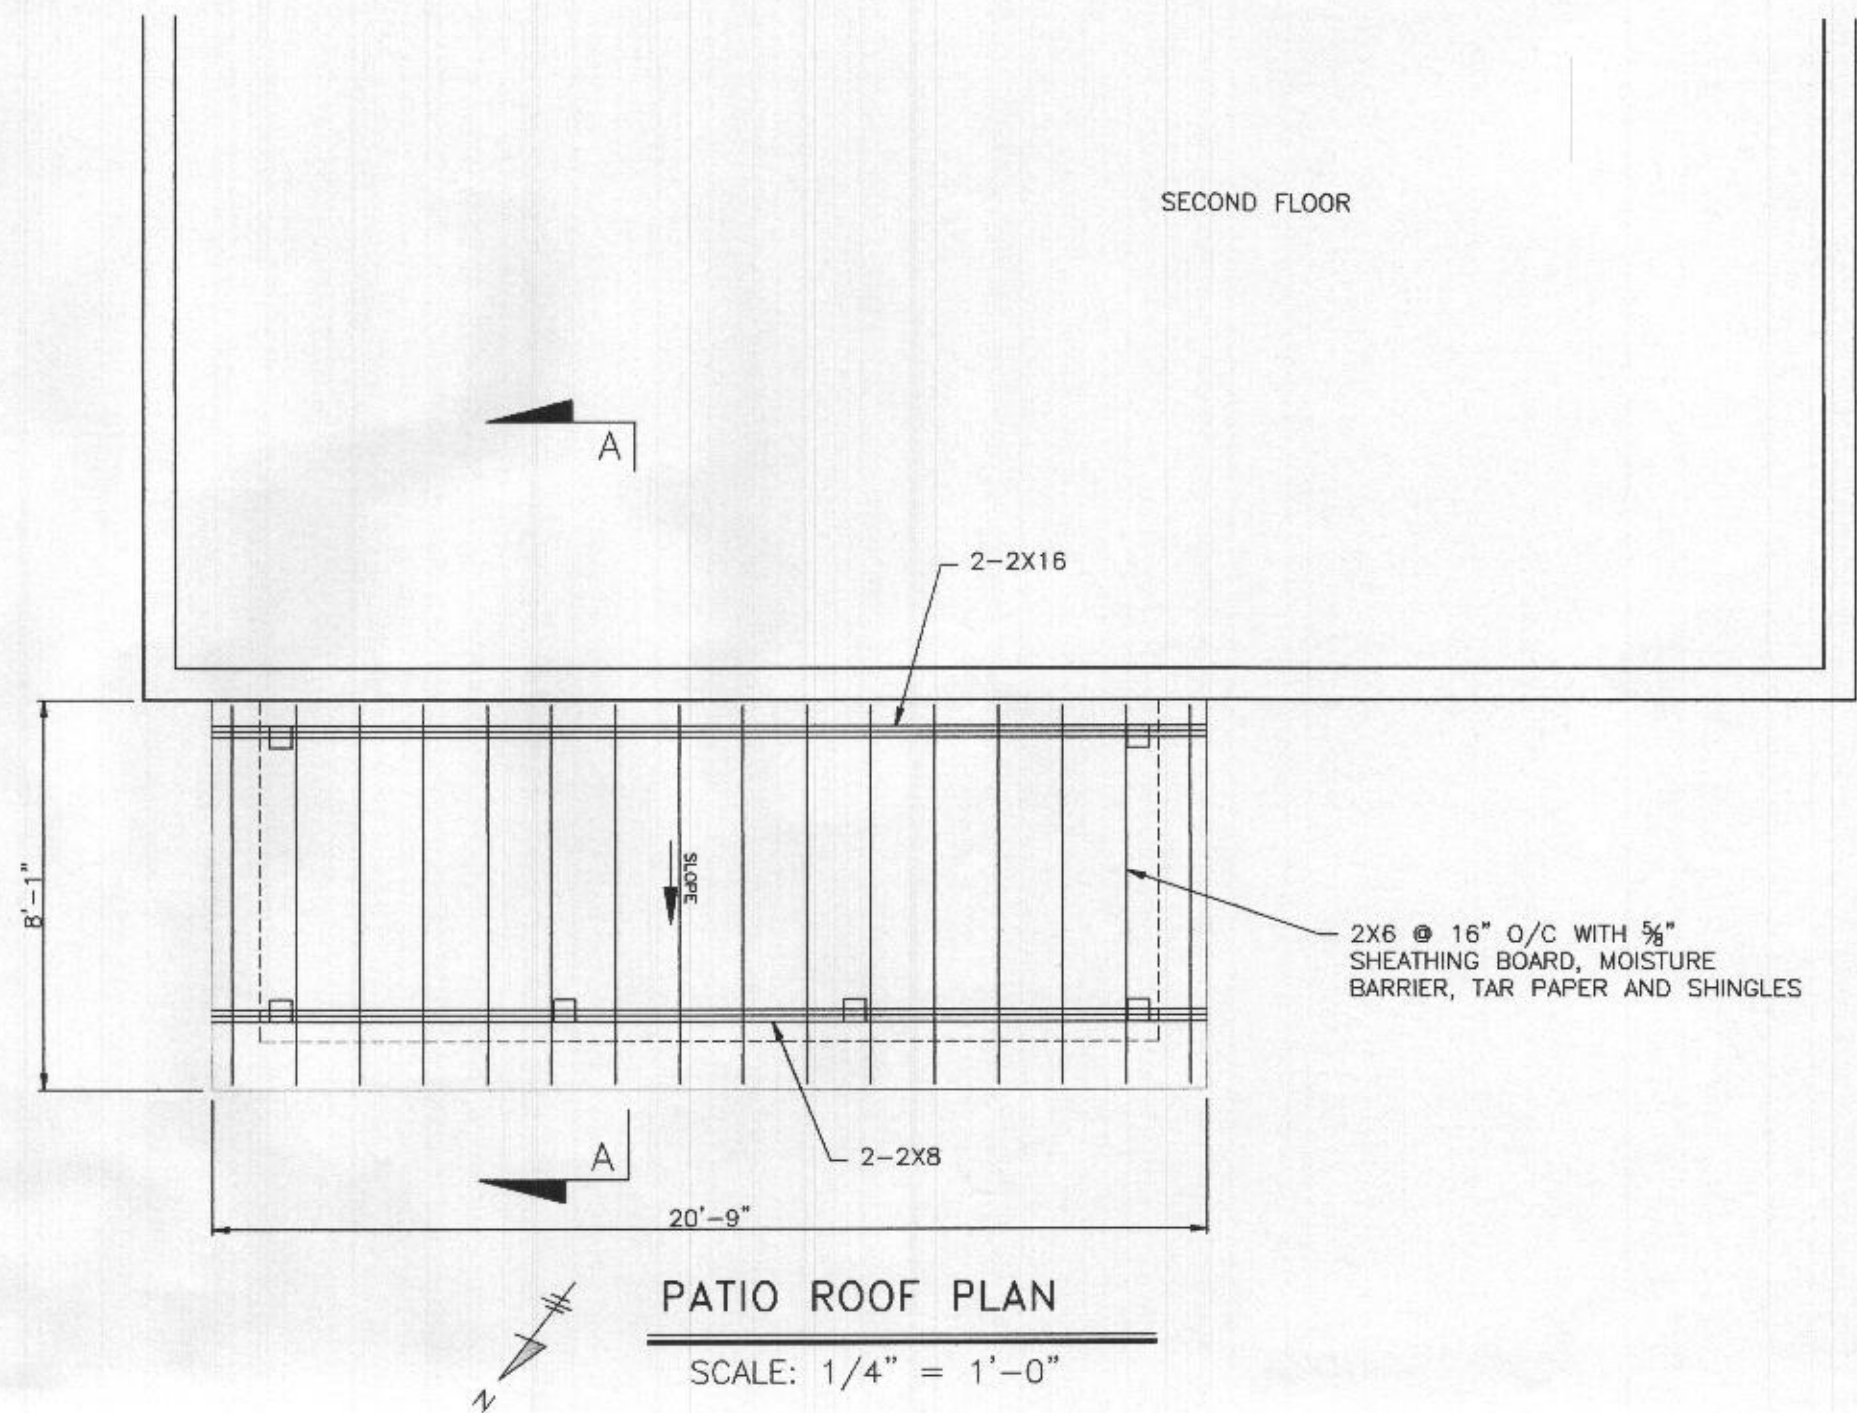 SECOND FLOOR
A
2-2X16
SLOPE
8'-1"
2X6 @ 16" O/C WITH 5/8"
SHEATHING BOARD, MOISTURE
BARRIER, TAR PAPER AND SHINGLES
A
2-2X8
20'-9"
PATIO ROOF PLAN
SCALE: 1/4" = 1'-0"
N